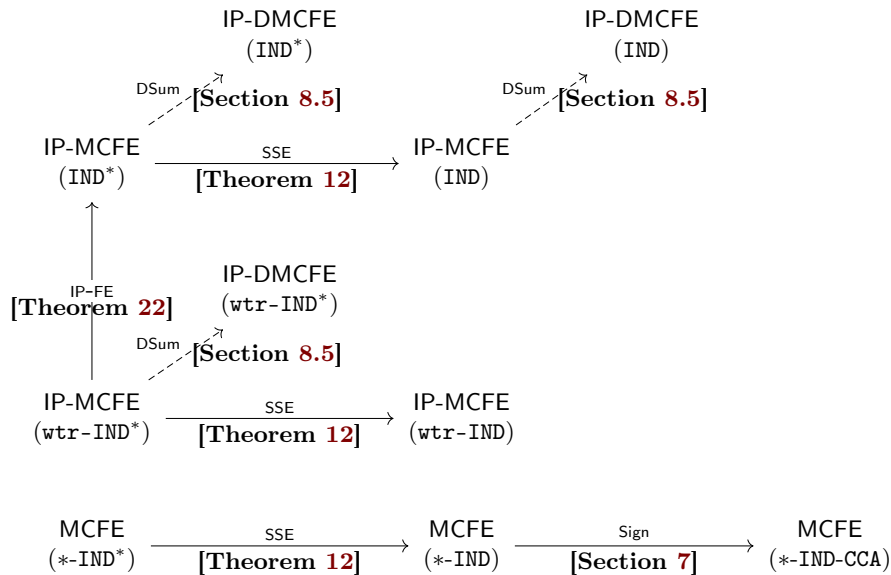 IP-DMCFE
(IND*)
IP-DMCFE
(IND)
DSum
[Section 8.5]
DSum
[Section 8.5]
IP-MCFE
(IND*)
SSE
[Theorem 12]
IP-MCFE
(IND)
IP-FE
[Theorem 22]
IP-DMCFE
(wtr-IND*)
DSum
[Section 8.5]
IP-MCFE
(wtr-IND*)
SSE
[Theorem 12]
IP-MCFE
(wtr-IND)
MCFE
(*-IND*)
SSE
[Theorem 12]
MCFE
(*-IND)
Sign
[Section 7]
MCFE
(*-IND-CCA)